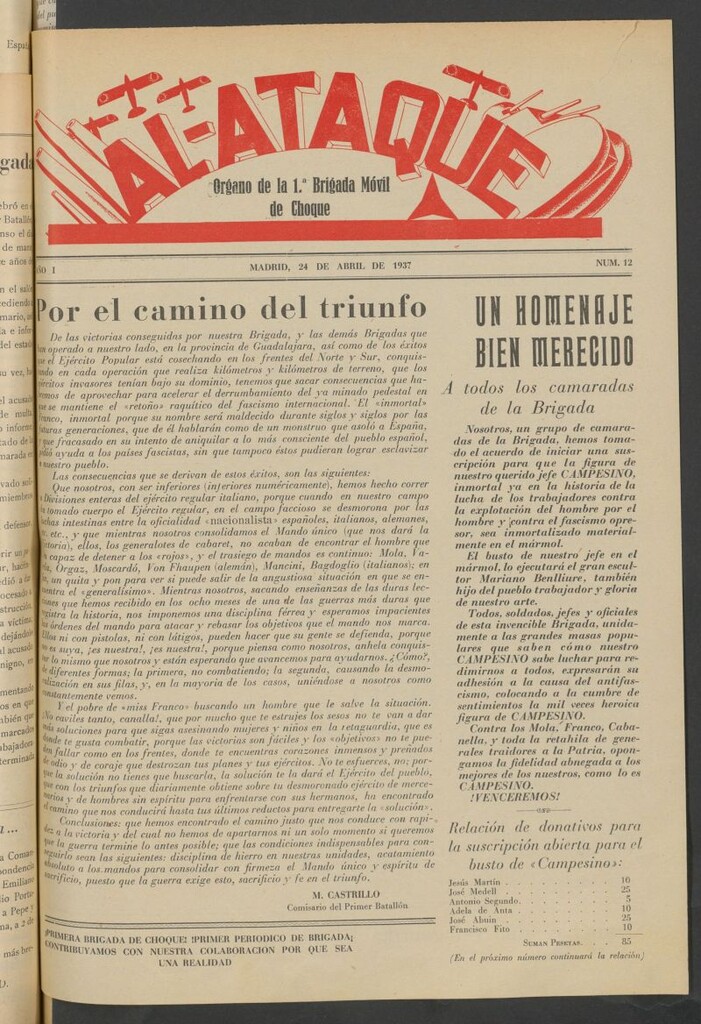 AL-ATAQUE
Organo de la 1.ª Brigada Móvil
de Choque
ÑO I
MADRID, 24 DE ABRIL DE 1937
NUM. 12
Por el camino del triunfo
De las victorias conseguidas por nuestra Brigada, y las demás Brigadas que
an operado a nuestro lado, en la provincia de Guadalajara, así como de los éxitos
ue el Ejército Popular está cosechando en los frentes del Norte y Sur, conquis-
ndo en cada operación que realiza kilómetros y kilómetros de terreno, que los
ércitos invasores tenían bajo su dominio, tenemos que sacar consecuencias que ha-
emos de aprovechar para acelerar el derrumbamiento del ya minado pedestal en
ue se mantiene el «retoño» raquítico del fascismo internacional. El «inmortal»
ranco, inmortal porque su nombre será maldecido durante siglos y siglos por las
uturas generaciones, que de él hablarán como de un monstruo que asoló a España,
que fracasado en su intento de aniquilar a lo más consciente del pueblo español,
idió ayuda a los países fascistas, sin que tampoco éstos pudieran lograr esclavizar
nuestro pueblo.
Las consecuencias que se derivan de estos éxitos, son las siguientes:
Que nosotros, con ser inferiores (inferiores numéricamente), hemos hecho correr
Divisiones enteras del ejército regular italiano, porque cuando en nuestro campo
a tomado cuerpo el Ejército regular, en el campo faccioso se desmorona por las
chas intestinas entre la oficialidad «nacionalista» españoles, italianos, alemanes,
c. etc., y que mientras nosotros consolidamos el Mando único (que nos dará la
ctoria), ellos, los generalotes de cabaret, no acaban de encontrar el hombre que
a capaz de detener a los «rojos», y el trasiego de mandos es continuo: Mola, Va-
la, Orgaz, Moscardó, Von Fhaupen (alemán), Mancini, Bagdoglio (italianos); en
n, un quita y pon para ver si puede salir de la angustiosa situación en que se en-
entra el «generalísimo». Mientras nosotros, sacando enseñanzas de las duras lec-
ones que hemos recibido en los ocho meses de una de las guerras más duras que
gistra la historia, nos imponemos una disciplina férrea y esperamos impacientes
s órdenes del mando para atacar y rebasar los objetivos que el mando nos marca.
Ellos ni con pistolas, ni con látigos, pueden hacer que su gente se defienda, porque
o es suya, ¡es nuestra!, ¡es nuestra!, porque piensa como nosotros, anhela conquis-
r lo mismo que nosotros y están esperando que avancemos para ayudarnos. ¿Cómo?,
e diferentes formas; la primera, no combatiendo; la segunda, causando la desmo-
alización en sus filas, y, en la mayoría de los casos, uniéndose a nosotros como
onstantemente vemos.
Y el pobre de «miss Franco» buscando un hombre que le salve la situación.
No caviles tanto, canalla!, que por mucho que te estrujes los sesos no te van a dar
ás soluciones para que sigas asesinando mujeres y niños en la retaguardia, que es
onde te gusta combatir, porque las victorias son fáciles y los «objetivos» no te pue-
en fallar como en los frentes, donde te encuentras corazones inmensos y preñados
e odio y de coraje que destrozan tus planes y tus ejércitos. No te esfuerces, no; por-
ue la solución no tienes que buscarla, la solución te la dará el Ejército del pueblo,
ue con los triunfos que diariamente obtiene sobre tu desmoronado ejército de merce-
arios y de hombres sin espíritu para enfrentarse con sus hermanos, ha encontrado
l camino que nos conducirá hasta tus últimos reductos para entregarte la «solución».
Conclusiones: que hemos encontrado el camino justo que nos conduce con rapi-
ez a la victoria y del cual no hemos de apartarnos ni un solo momento si queremos
ue la guerra termine lo antes posible; que las condiciones indispensables para con-
eguirlo sean las siguientes: disciplina de hierro en nuestras unidades, acatamiento
bsoluto a los mandos para consolidar con firmeza el Mando único y espíritu de
acrificio, puesto que la guerra exige esto, sacrificio y fe en el triunfo.
M. CASTRILLO
Comisario del Primer Batallón
¡PRIMERA BRIGADA DE CHOQUE! ¡PRIMER PERIODICO DE BRIGADA;
CONTRIBUYAMOS CON NUESTRA COLABORACION POR QUE SEA
UNA REALIDAD
UN HOMENAJE
BIEN MERECIDO
A todos los camaradas
de la Brigada
Nosotros, un grupo de camara-
das de la Brigada, hemos toma-
do el acuerdo de iniciar una sus-
cripción para que la figura de
nuestro querido jefe CAMPESINO,
inmortal ya en la historia de la
lucha de los trabajadores contra
la explotación del hombre por el
hombre y contra el fascismo opre-
sor, sea inmortalizado material-
mente en el mármol.
El busto de nuestro jefe en el
mármol, lo ejecutará el gran escul-
tor Mariano Benlliure, también
hijo del pueblo trabajador y gloria
de nuestro arte.
Todos, soldados, jefes y oficiales
de esta invencible Brigada, unida-
mente a las grandes masas popu-
lares que saben cómo nuestro
CAMPESINO sabe luchar para re-
dimirnos a todos, expresarán su
adhesión a la causa del antifas-
cismo, colocando a la cumbre de
sentimientos la mil veces heroica
figura de CAMPESINO.
Contra los Mola, Franco, Caba-
nella, y toda la retahíla de gene-
rales traidores a la Patria, opon-
gamos la fidelidad abnegada a los
mejores de los nuestros, como lo es
CAMPESINO.
¡VENCEREMOS!
Relación de donativos para
la suscripción abierta para el
busto de «Campesino»:
Jesús Martín . . . . . . . 10
José Medell . . . . . . . 25
Antonio Segundo. . . . . . 5
Adela de Anta . . . . . . . 10
José Abuin . . . . . . . 25
Francisco Fito . . . . . . . 10
SUMAN PESETAS. . . 85
(En el próximo número continuará la relación)